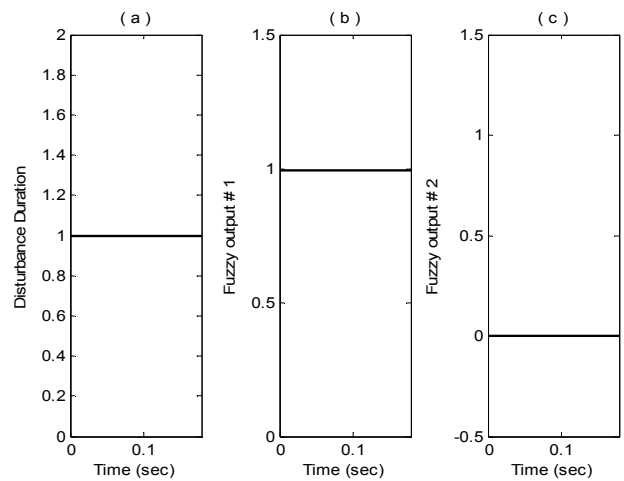 ( a )
2
1.8
1.6
1.4
1.2
1
0.8
0.6
0.4
0.2
0
0
0.1
Time (sec)
Disturbance Duration
( b )
1.5
1
0.5
0
0
0.1
Time (sec)
Fuzzy output # 1
( c )
1.5
1
0.5
0
-0.5
0
0.1
Time (sec)
Fuzzy output # 2